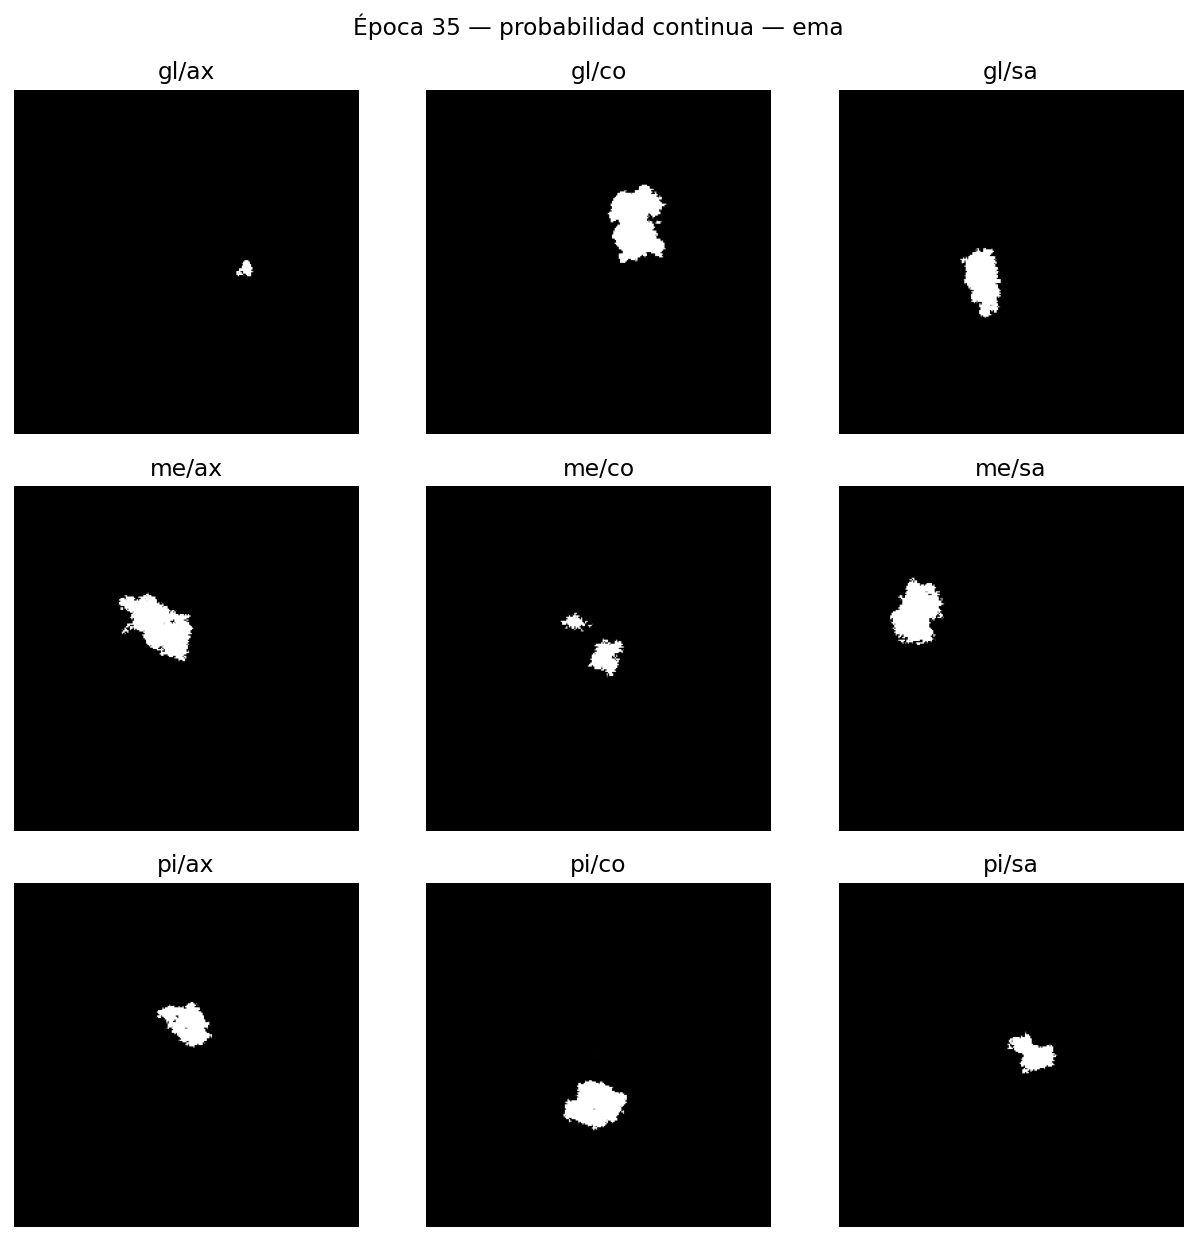 Época 35 — probabilidad continua — ema
gl/ax
gl/co
gl/sa
me/ax
me/co
me/sa
pi/ax
pi/co
pi/sa